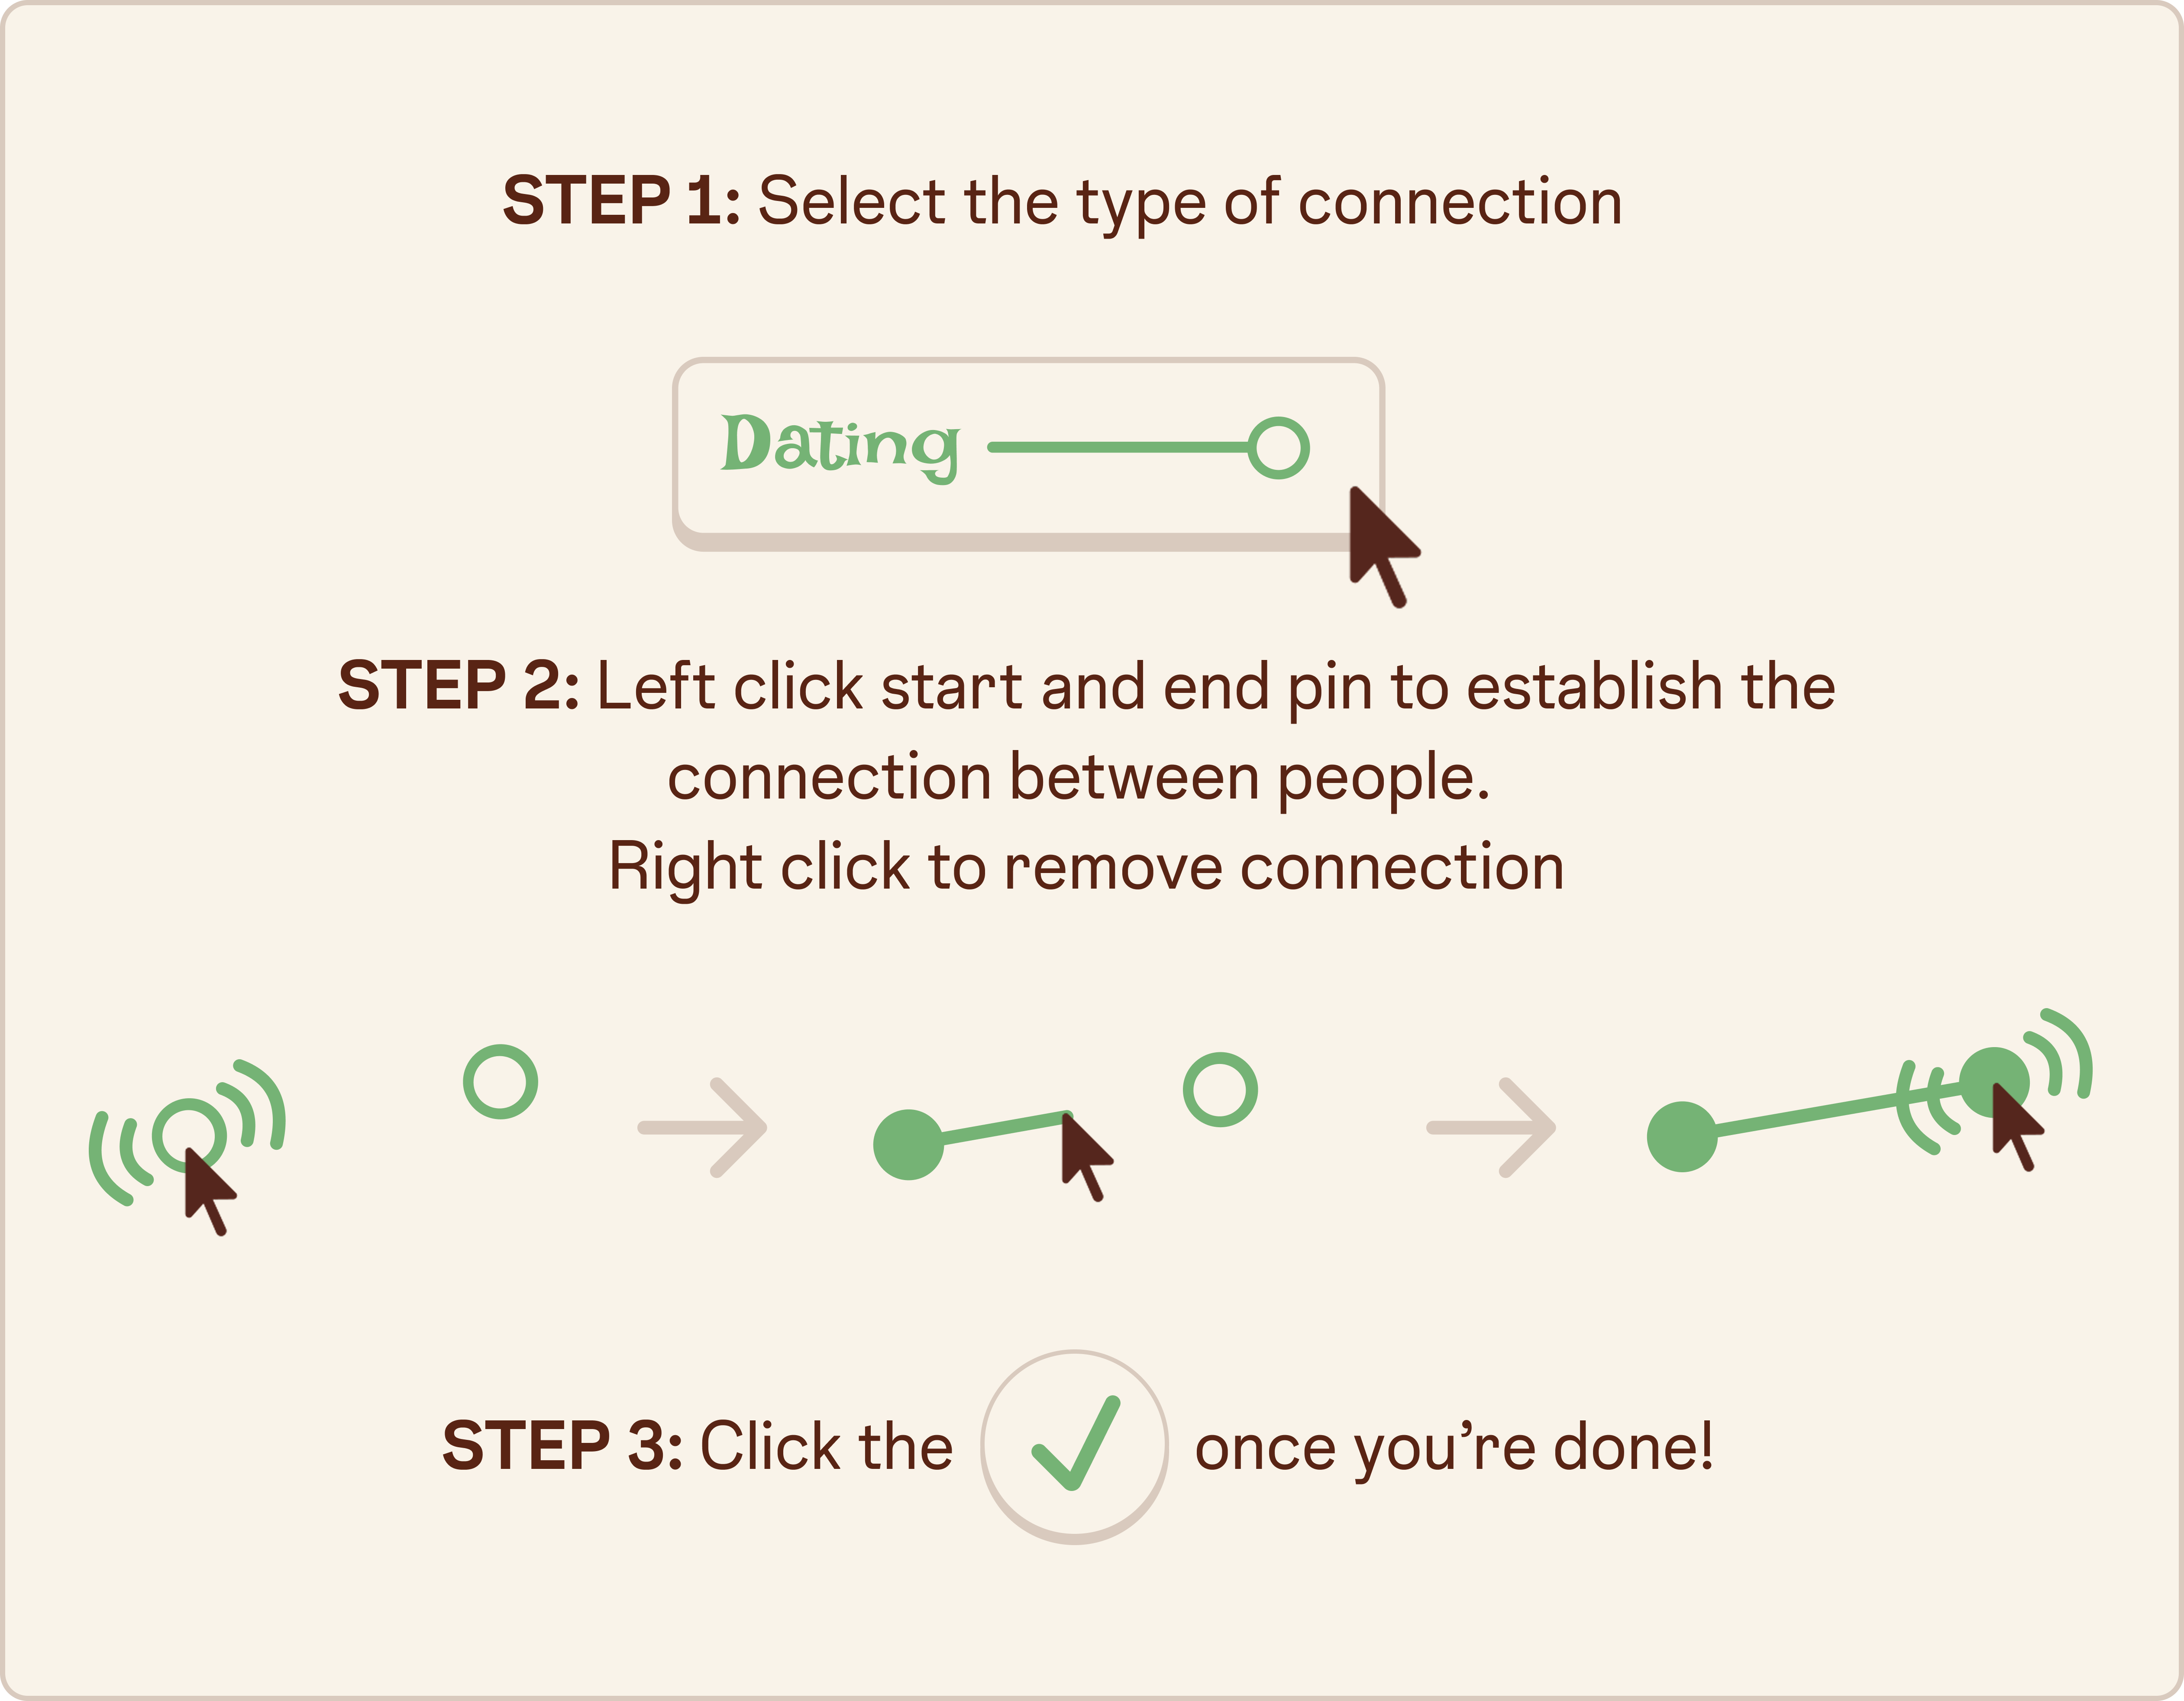 STEP 1: Select the type of connection
Dating
STEP 2: Left click start and end pin to establish the
connection between people.
Right click to remove connection
STEP 3: Click the once you’re done!